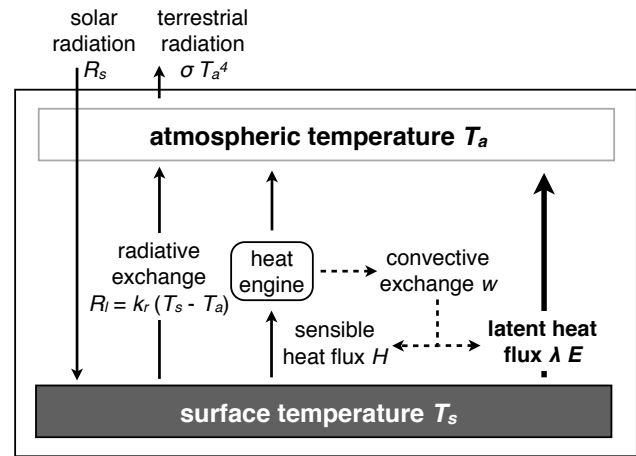 solar
radiation
Rₛ
terrestrial
radiation
σ Tₐ⁴
atmospheric temperature Tₐ
radiative
exchange
Rₗ = kᵣ (Tₛ - Tₐ)
heat
engine
convective
exchange w
sensible
heat flux H
latent heat
flux λ E
surface temperature Tₛ